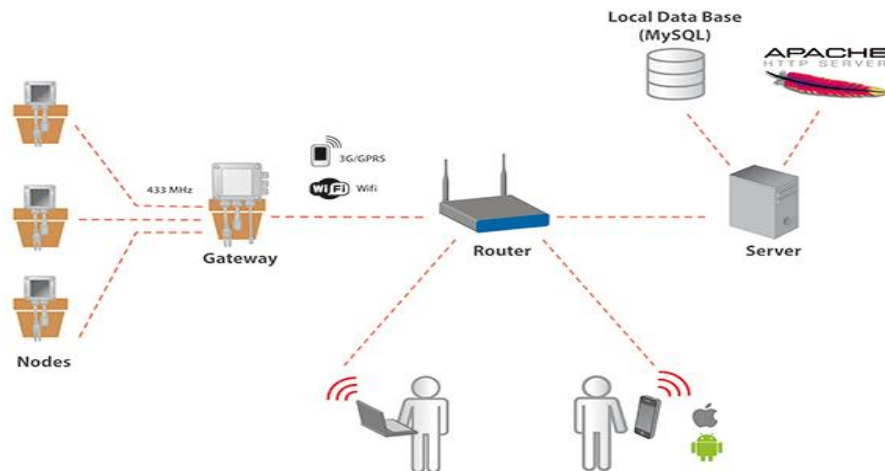 Local Data Base
(MySQL)
APACHE
HTTP SERVER
433 MHz
3G/GPRS
WiFi Wifi
Gateway
Router
Server
Nodes